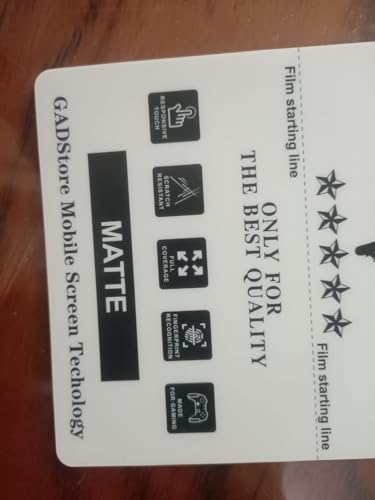 Film starting line
Film starting line
ONLY FOR
THE BEST QUALITY
RESPONSIVE
TOUCH
SCRATCH
RESISTANT
FULL
COVERAGE
FINGERPRINT
RECOGNITION
MADE
FOR GAMING
MATTE
GADStore Mobile Screen Techology